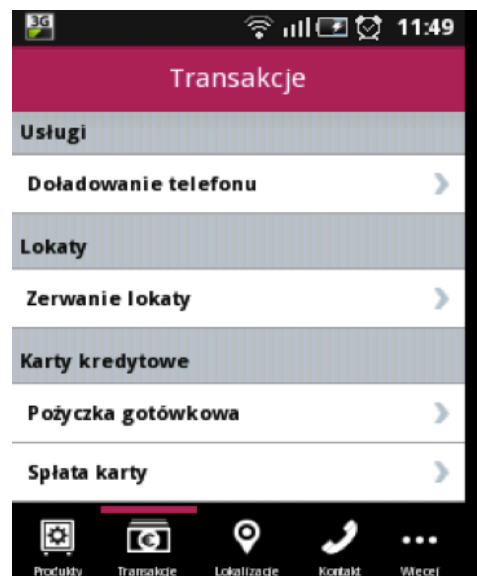 3G 11:49
Transakcje
Usługi
Doładowanie telefonu
Lokaty
Zerwanie lokaty
Karty kredytowe
Pożyczka gotówkowa
Spłata karty
Produkty Transakcje Lokalizacje Kontakt Więcej